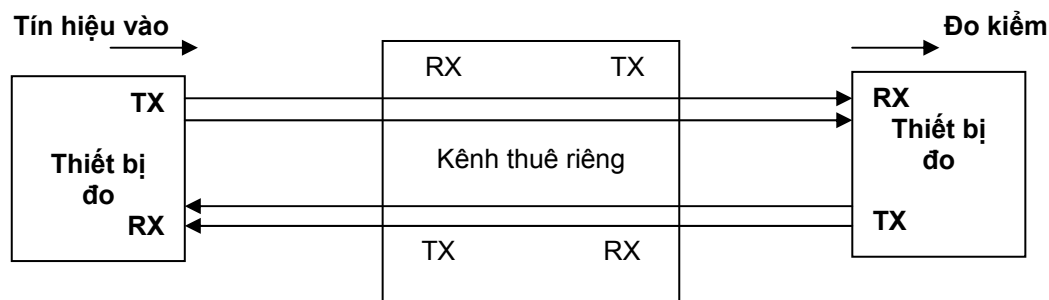 Tín hiệu vào
Đo kiểm
RX
TX
TX
RX
Thiết bị
đo
Kênh thuê riêng
Thiết bị
đo
RX
TX
TX
RX